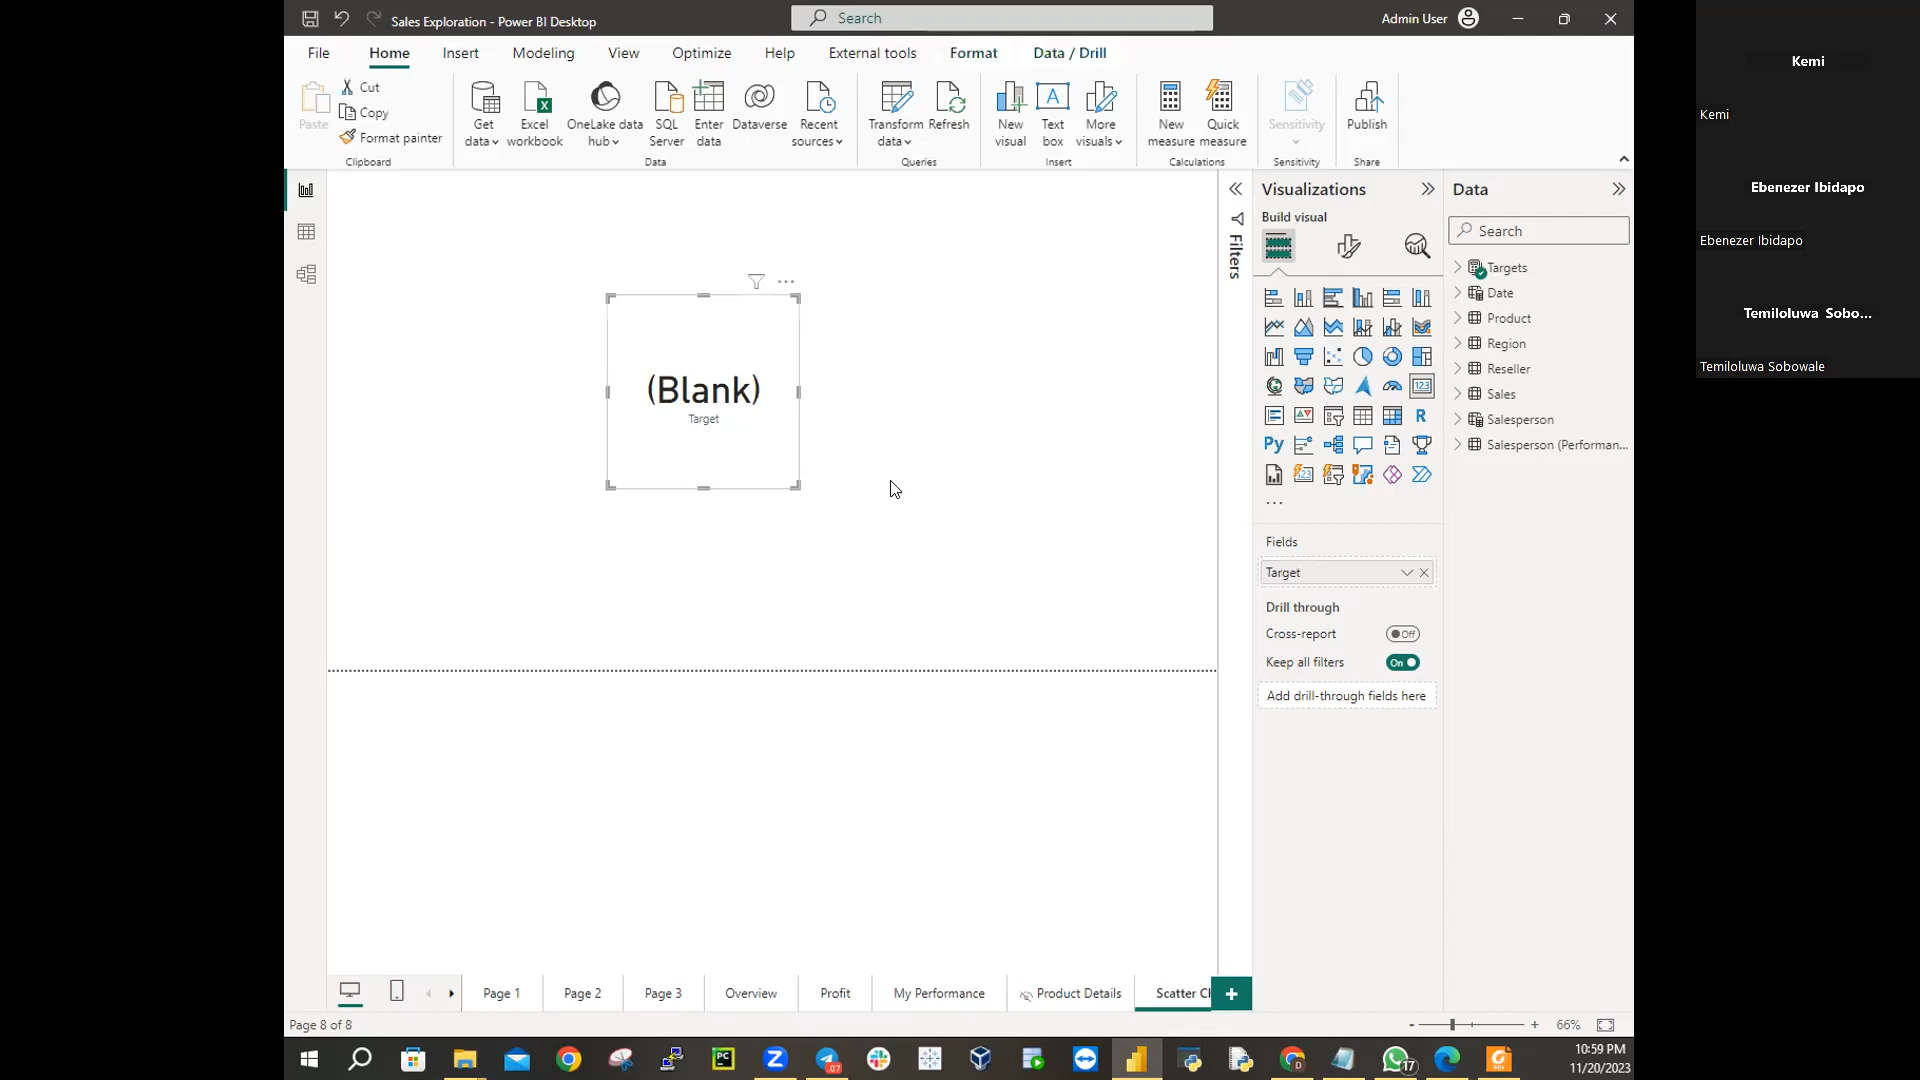 Sales Exploration - Power BI Desktop
Search
Admin User
File
Home
Insert
Modeling
View
Optimize
Help
External tools
Format
Data / Drill
Paste
Cut
Copy
Format painter
Clipboard
Get data
Excel workbook
OneLake data hub
SQL Server
Enter data
Dataverse
Recent sources
Data
Transform data
Refresh
Queries
New visual
Text box
More visuals
Insert
New measure
Quick measure
Calculations
Sensitivity
Sensitivity
Publish
Share
(Blank)
Target
Filters
Visualizations
Build visual
Fields
Target
Drill through
Cross-report
Off
Keep all filters
On
Add drill-through fields here
Data
Search
Targets
Date
Product
Region
Reseller
Sales
Salesperson
Salesperson (Performan...
Page 1
Page 2
Page 3
Overview
Profit
My Performance
Product Details
Scatter Ch
Page 8 of 8
66%
10:59 PM
11/20/2023
Kemi
Kemi
Ebenezer Ibidapo
Ebenezer Ibidapo
Temiloluwa Sobo...
Temiloluwa Sobowale